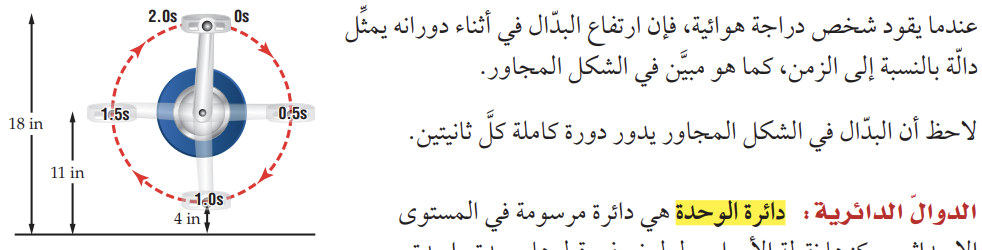 عندما يقود شخص دراجة هوائية، فإن ارتفاع البدّال في أثناء دورانه يمثِّل
دالّة بالنسبة إلى الزمن، كما هو مبيَّن في الشكل المجاور.
لاحظ أن البدّال في الشكل المجاور يدور دورة كاملة كلَّ ثانيتين.
الدوالّ الدائرية: دائرة الوحدة هي دائرة مرسومة في المستوى
2.0s 0s
1.5s 0.5s
18 in
11 in
1.0s
4 in